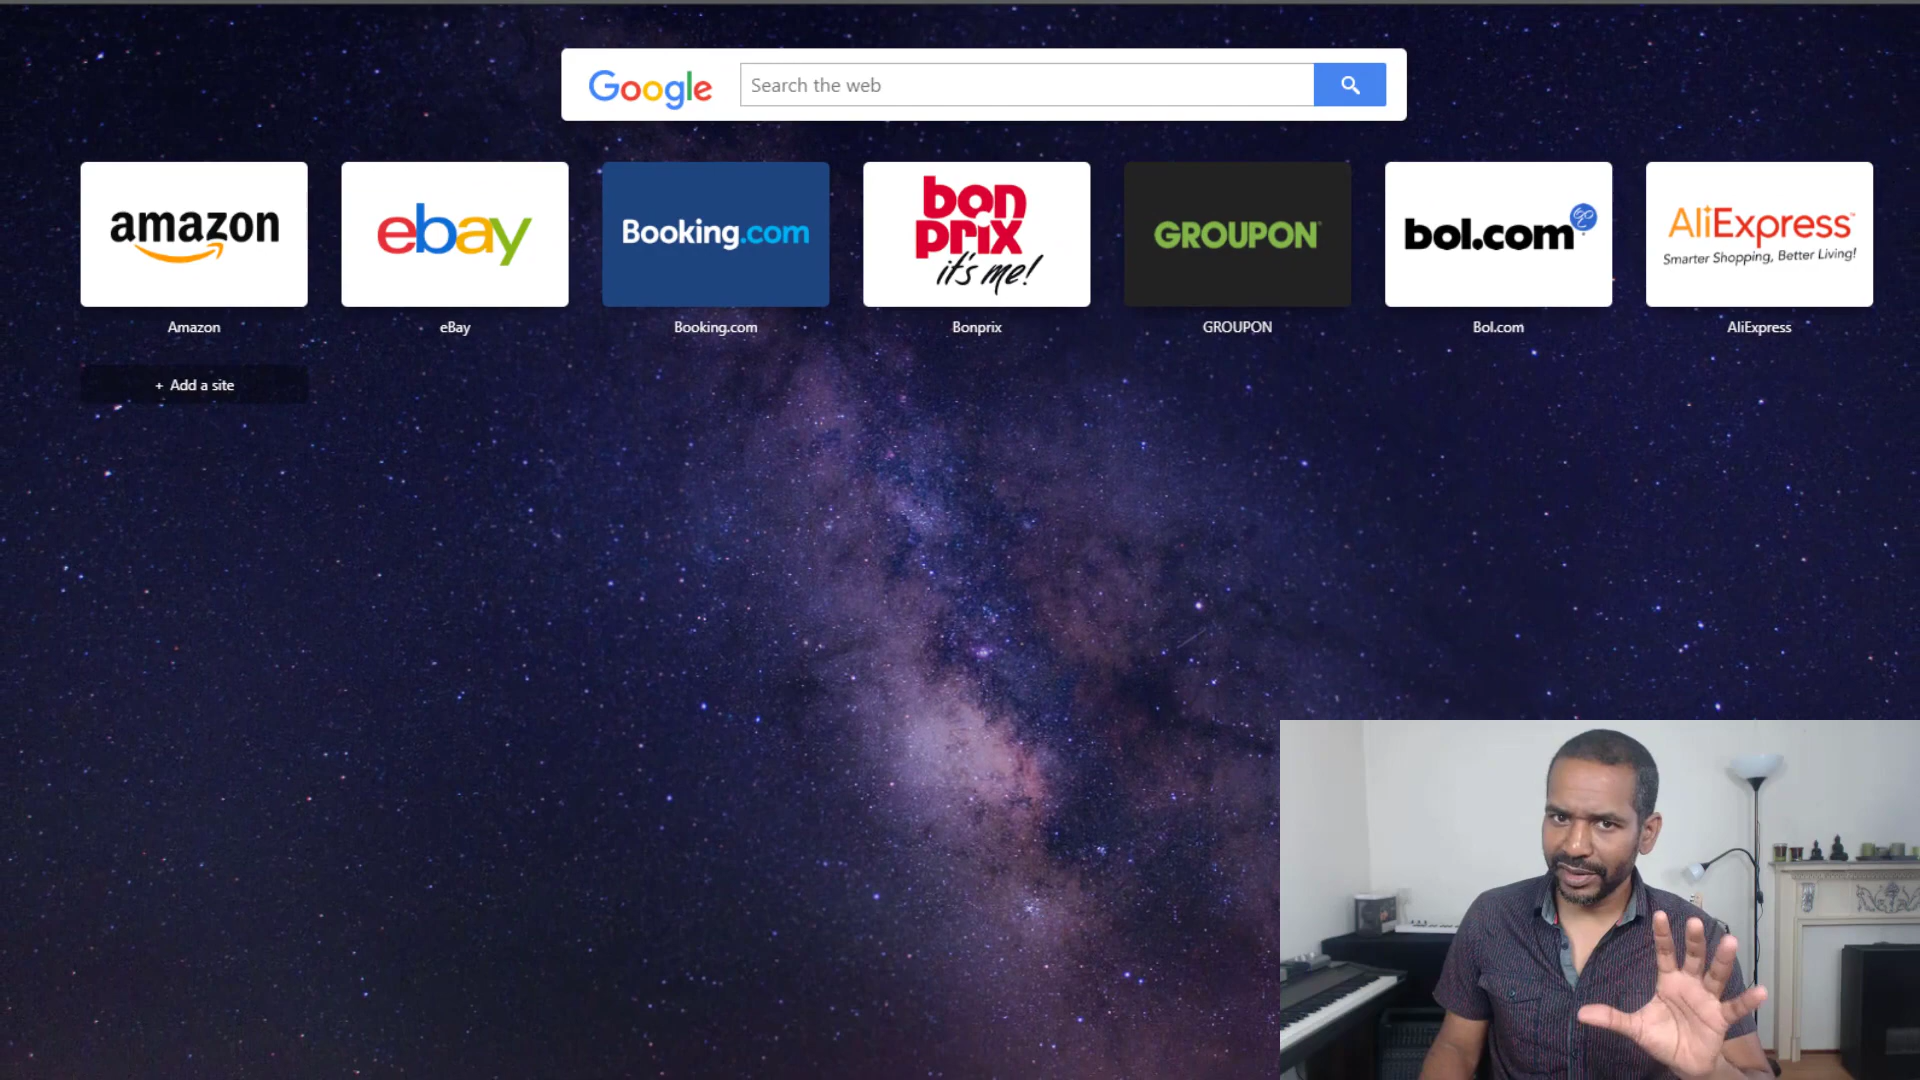 Google
Search the web
amazon
ebay
Booking.com
bon
prix
it's me!
GROUPON
bol.com
AliExpress™
Smarter Shopping, Better Living!
Amazon
eBay
Booking.com
Bonprix
GROUPON
Bol.com
AliExpress
+ Add a site